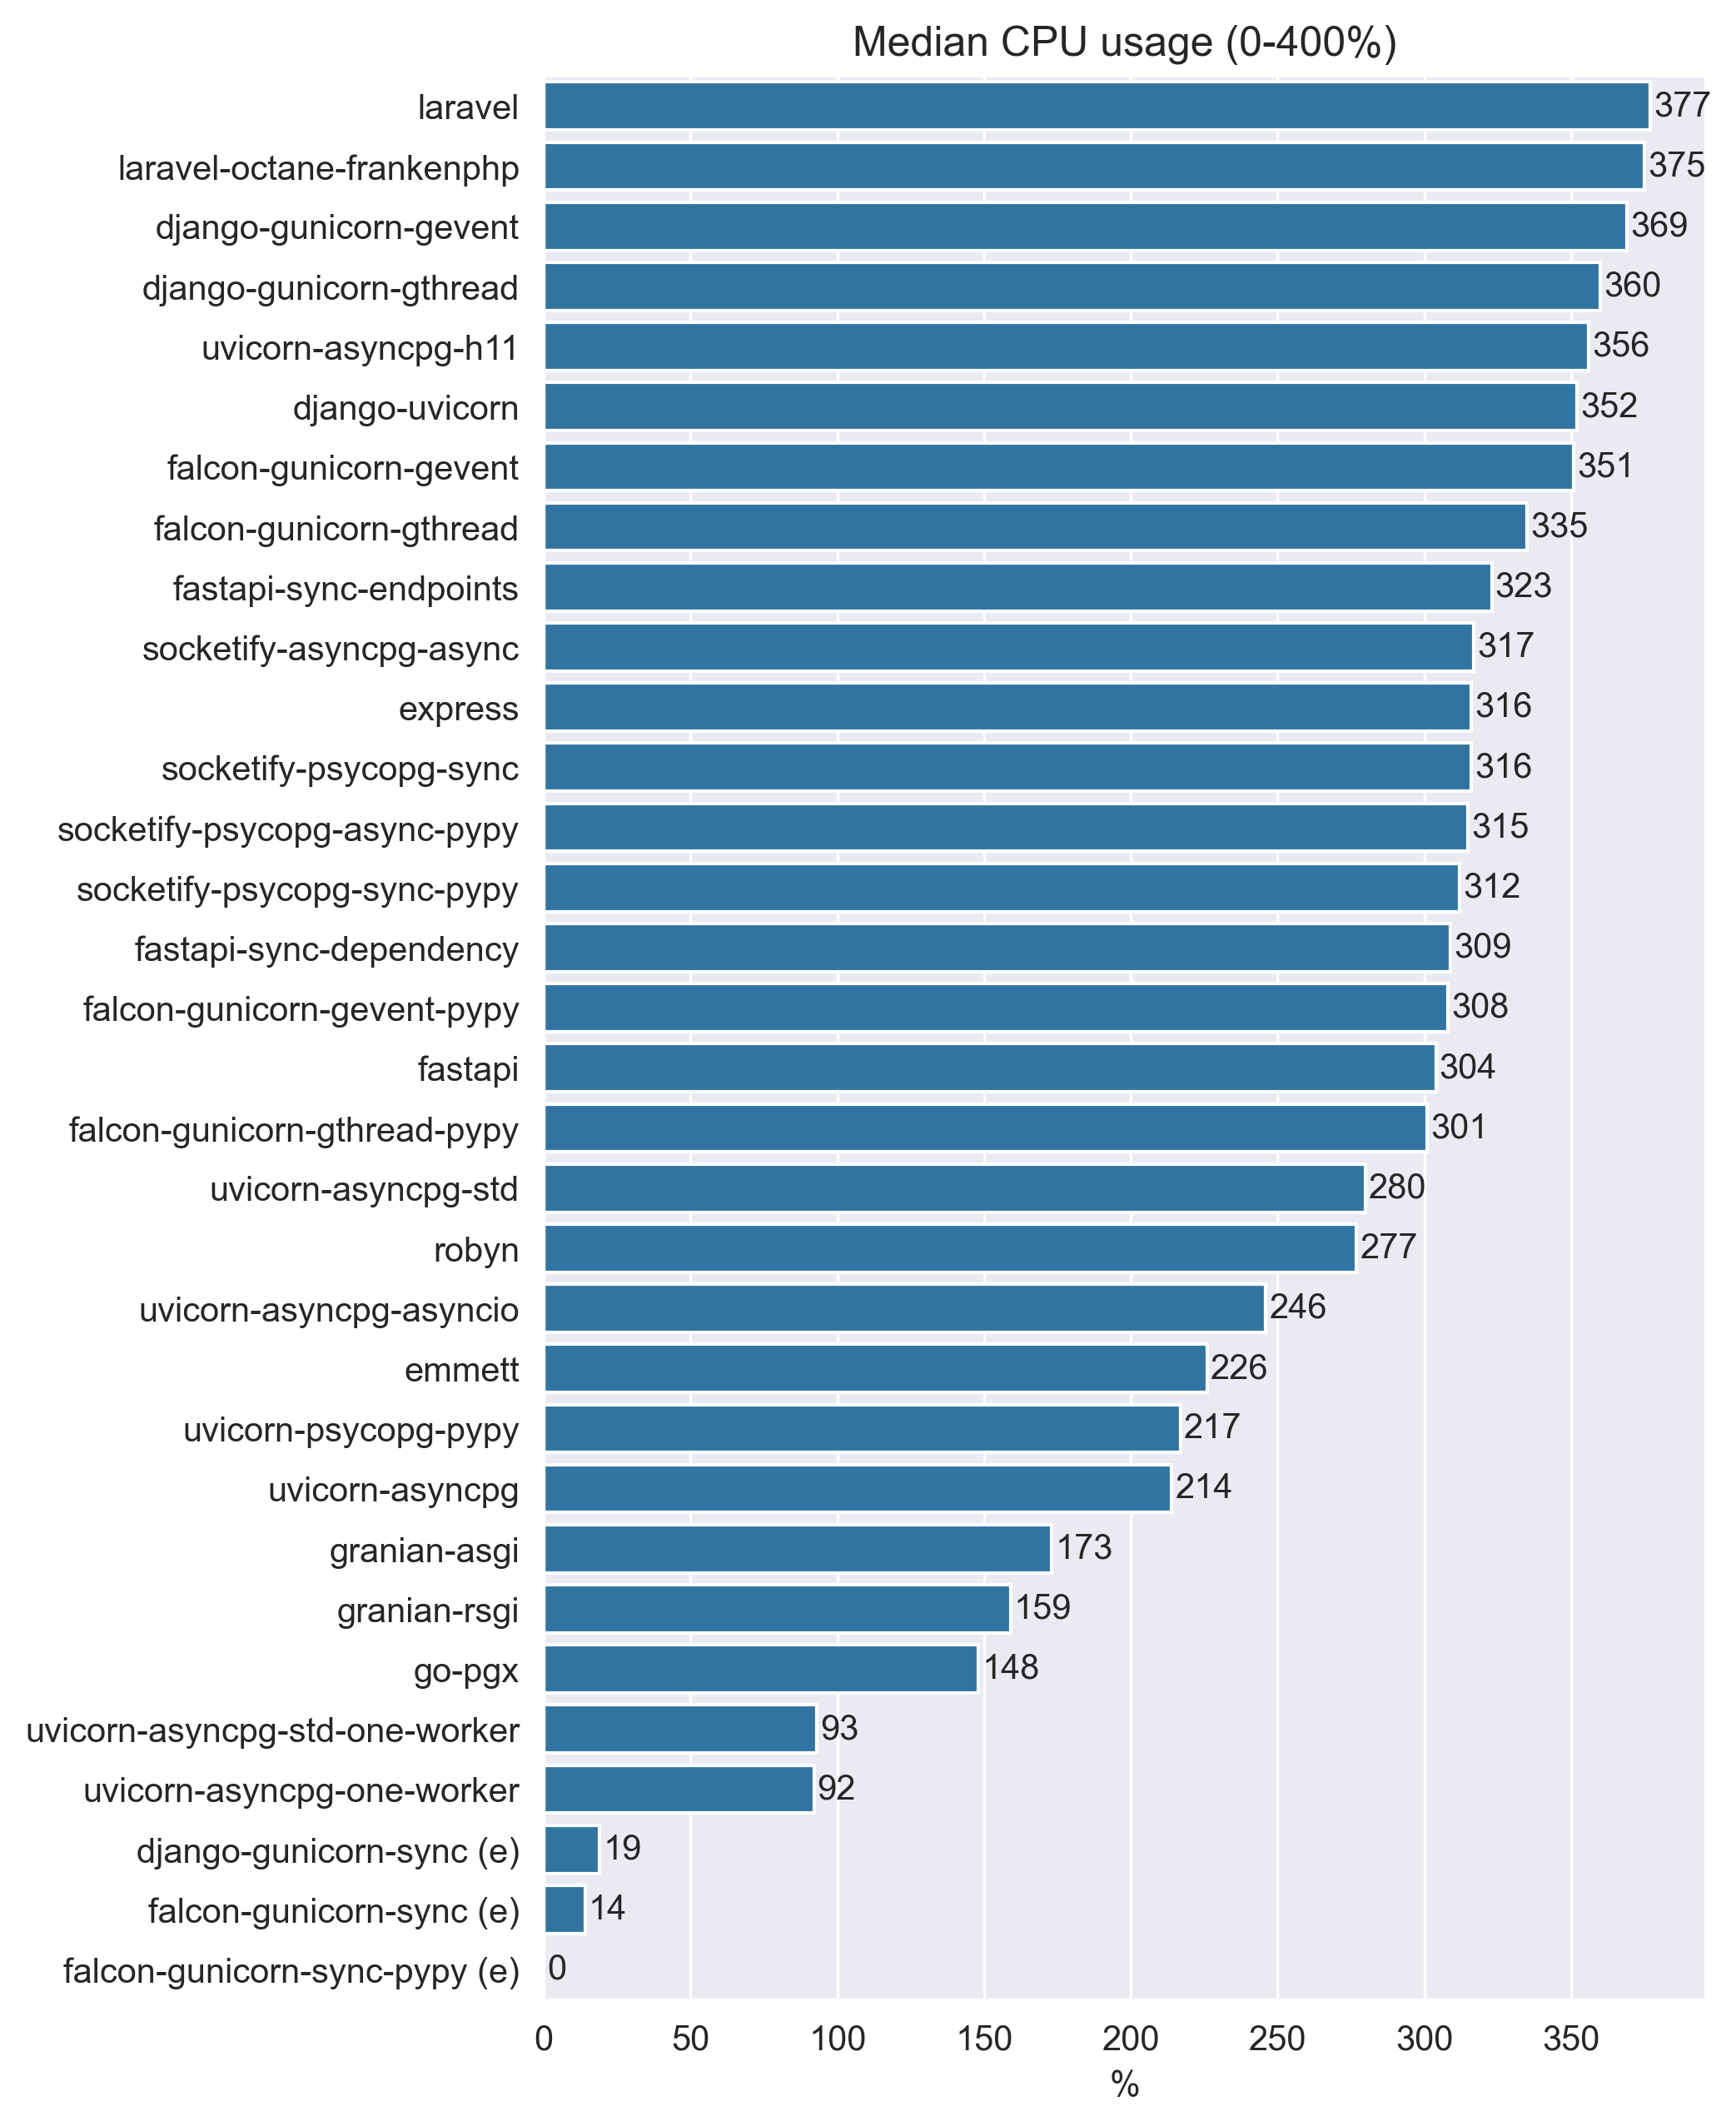 Median CPU usage (0-400%)
laravel 377
laravel-octane-frankenphp 375
django-gunicorn-gevent 369
django-gunicorn-gthread 360
uvicorn-asyncpg-h11 356
django-uvicorn 352
falcon-gunicorn-gevent 351
falcon-gunicorn-gthread 335
fastapi-sync-endpoints 323
socketify-asyncpg-async 317
express 316
socketify-psycopg-sync 316
socketify-psycopg-async-pypy 315
socketify-psycopg-sync-pypy 312
fastapi-sync-dependency 309
falcon-gunicorn-gevent-pypy 308
fastapi 304
falcon-gunicorn-gthread-pypy 301
uvicorn-asyncpg-std 280
robyn 277
uvicorn-asyncpg-asyncio 246
emmett 226
uvicorn-psycopg-pypy 217
uvicorn-asyncpg 214
granian-asgi 173
granian-rsgi 159
go-pgx 148
uvicorn-asyncpg-std-one-worker 93
uvicorn-asyncpg-one-worker 92
django-gunicorn-sync (e) 19
falcon-gunicorn-sync (e) 14
falcon-gunicorn-sync-pypy (e) 0
0 50 100 150 200 250 300 350
%